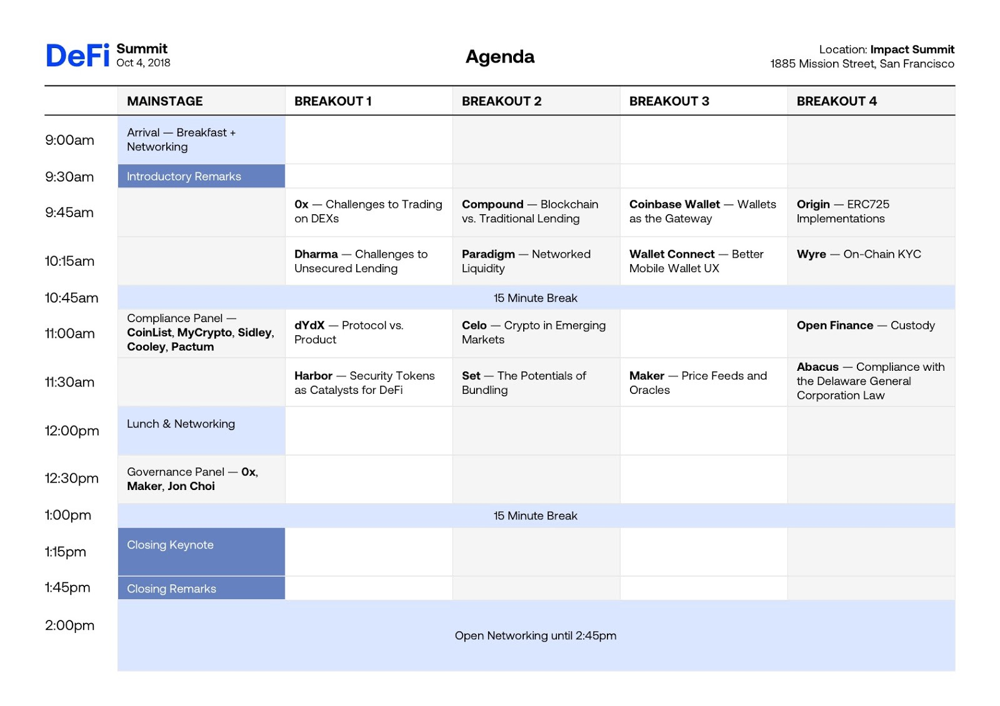 DeFi Summit
Oct 4, 2018
Agenda
Location: Impact Summit
1885 Mission Street, San Francisco
MAINSTAGE BREAKOUT 1 BREAKOUT 2 BREAKOUT 3 BREAKOUT 4
9:00am
Arrival — Breakfast +
Networking
9:30am
Introductory Remarks
9:45am
0x — Challenges to Trading
on DEXs
Compound — Blockchain
vs. Traditional Lending
Coinbase Wallet — Wallets
as the Gateway
Origin — ERC725
Implementations
10:15am
Dharma — Challenges to
Unsecured Lending
Paradigm — Networked
Liquidity
Wallet Connect — Better
Mobile Wallet UX
Wyre — On-Chain KYC
10:45am
15 Minute Break
11:00am
Compliance Panel —
CoinList, MyCrypto, Sidley,
Cooley, Pactum
dYdX — Protocol vs.
Product
Celo — Crypto in Emerging
Markets
Open Finance — Custody
11:30am
Harbor — Security Tokens
as Catalysts for DeFi
Set — The Potentials of
Bundling
Maker — Price Feeds and
Oracles
Abacus — Compliance with
the Delaware General
Corporation Law
12:00pm
Lunch & Networking
12:30pm
Governance Panel — 0x,
Maker, Jon Choi
1:00pm
15 Minute Break
1:15pm
Closing Keynote
1:45pm
Closing Remarks
2:00pm
Open Networking until 2:45pm